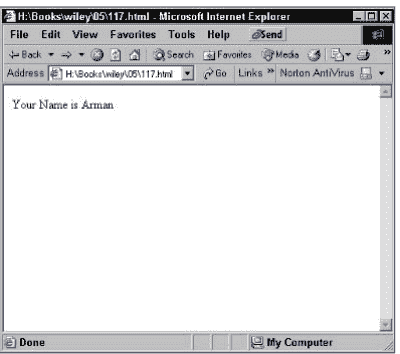 H:\Books\wiley\05\117.html - Microsoft Internet Explorer
File Edit View Favorites Tools Help Send
Back Search Favorites Media »
Address H:\Books\wiley\05\117.html Go Links » Norton AntiVirus
Your Name is Arman
Done My Computer